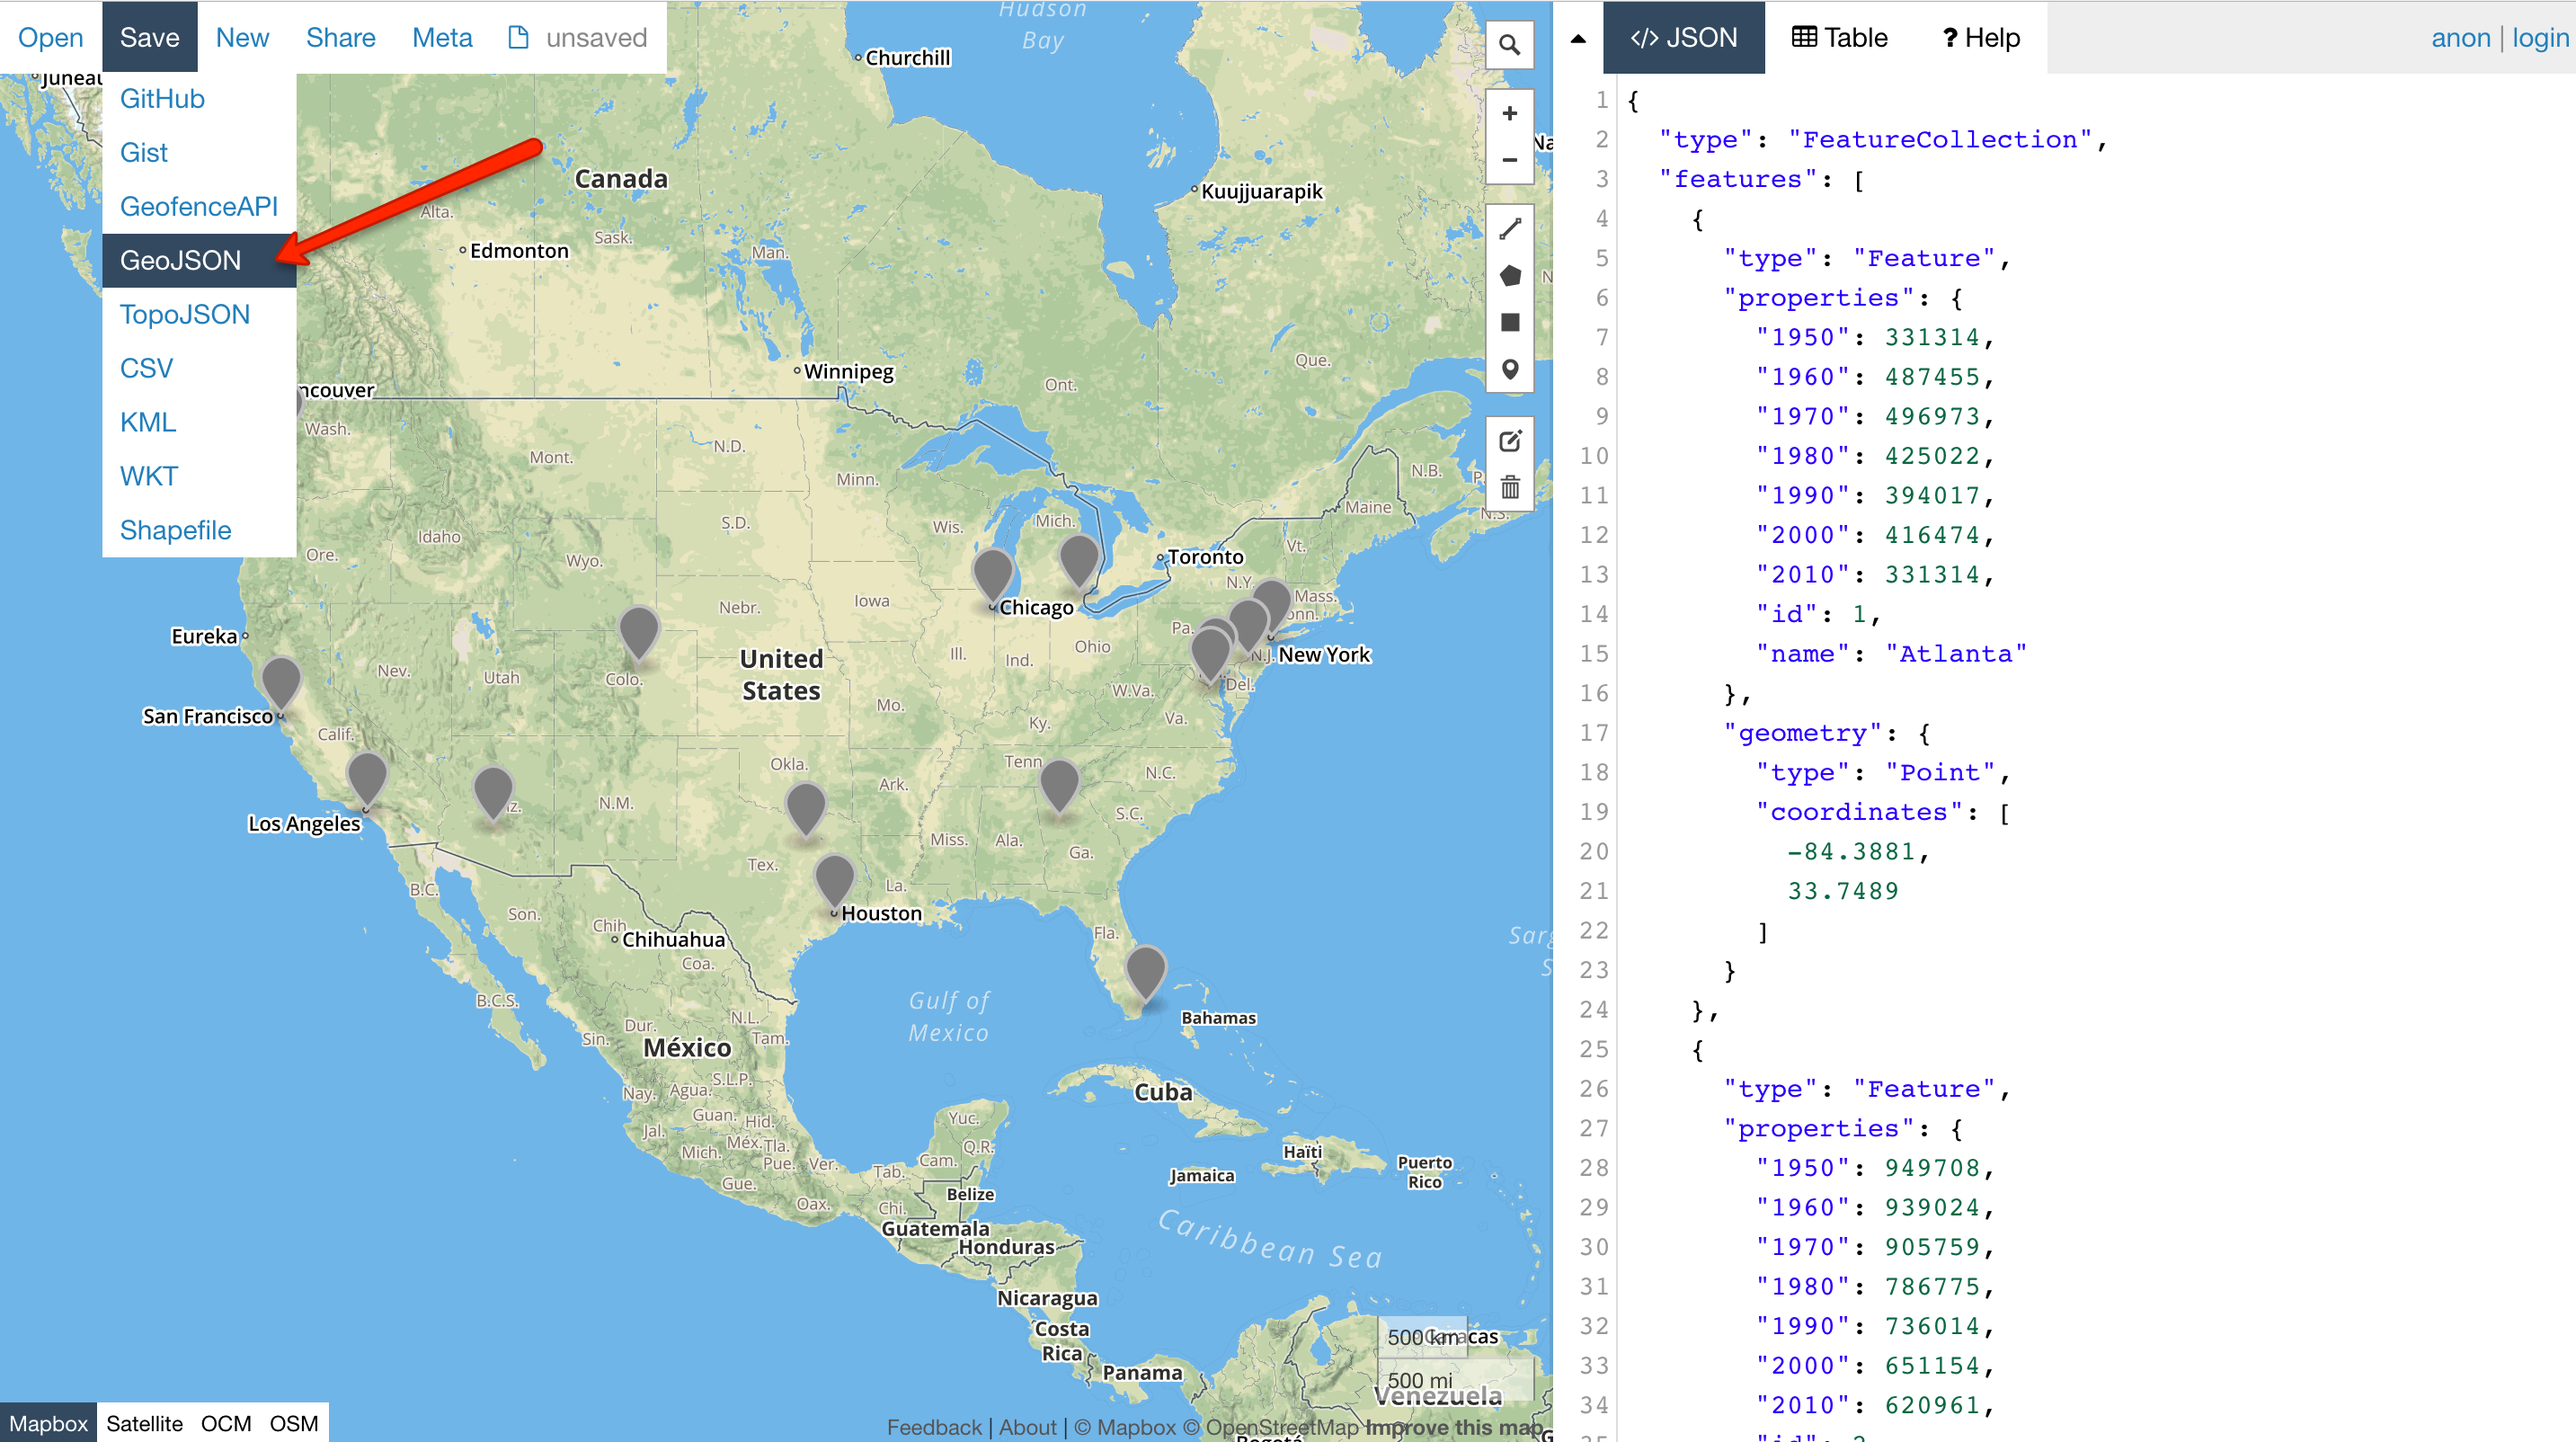 Open Save New Share Meta unsaved
GitHub
Gist
GeofenceAPI
GeoJSON
TopoJSON
CSV
KML
WKT
Shapefile
Hudson
Bay
Churchill
Juneau
Canada
Kuujjuarapik
Alta.
Edmonton
Sask.
Man.
Winnipeg
Ont.
Que.
ncouver
Wash.
N.D.
Mont.
Minn.
N.B.
Maine
N.S.
S.D.
Wis.
Mich.
Idaho
Ore.
Wyo.
Toronto
Vt.
N.Y.
Mass.
onn.
Nebr.
Iowa
Chicago
Pa.
Eureka
Ill.
Ind.
Ohio
N.J.
New York
United
States
Nev.
Utah
Colo.
W.Va.
Del.
San Francisco
Calif.
Mo.
Ky.
Va.
Okla.
Tenn
N.C.
Ark.
N.M.
iz.
S.C.
Los Angeles
Miss.
Ala.
Ga.
Tex.
La.
B.C.
Houston
Son.
Chih.
Chihuahua
Coa.
Fla.
Sarg
S
B.C.S.
Gulf of
Mexico
Bahamas
N.L.
Dur.
Sin.
Tam.
México
S.L.P.
Nay.
Agua.
Cuba
Guan.
Hid.
Yuc.
Jal.
Méx.
Tla.
Q.R.
Mich.
Pue.
Ver.
Cam.
Tab.
Haïti
Puerto
Rico
Jamaica
Gue.
Belize
Oax.
Chi.
Guatemala
Honduras
Caribbean Sea
Nicaragua
Costa
Rica
Panama
500 km
Caracas
500 mi
Venezuela
Bogotá
Mapbox Satellite OCM OSM
Feedback | About | © Mapbox © OpenStreetMap Improve this map
</> JSON Table ? Help anon | login
1 {
2 "type": "FeatureCollection",
3 "features": [
4 {
5 "type": "Feature",
6 "properties": {
7 "1950": 331314,
8 "1960": 487455,
9 "1970": 496973,
10 "1980": 425022,
11 "1990": 394017,
12 "2000": 416474,
13 "2010": 331314,
14 "id": 1,
15 "name": "Atlanta"
16 },
17 "geometry": {
18 "type": "Point",
19 "coordinates": [
20 -84.3881,
21 33.7489
22 ]
23 }
24 },
25 {
26 "type": "Feature",
27 "properties": {
28 "1950": 949708,
29 "1960": 939024,
30 "1970": 905759,
31 "1980": 786775,
32 "1990": 736014,
33 "2000": 651154,
34 "2010": 620961,
35 "id": 2